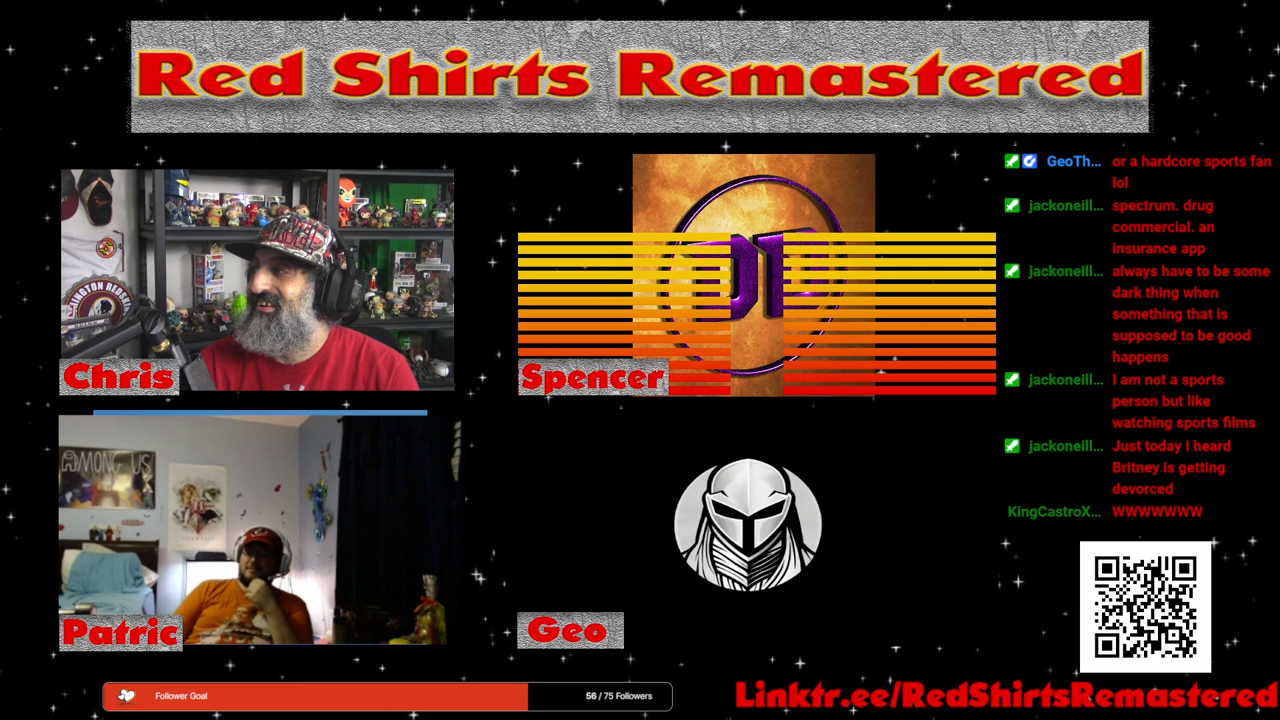 Red Shirts Remastered
GeoTh... or a hardcore sports fan
lol
jackoneill... spectrum. drug
commercial. an
insurance app
jackoneill... always have to be some
dark thing when
something that is
supposed to be good
happens
jackoneill... I am not a sports
person but like
watching sports films
jackoneill... Just today I heard
Britney is getting
devorced
KingCastroX... WWWWWWW
Chris
Spencer
AMONG US
Patric
Geo
Follower Goal
56 / 75 Followers
Linktr.ee/RedShirtsRemastered